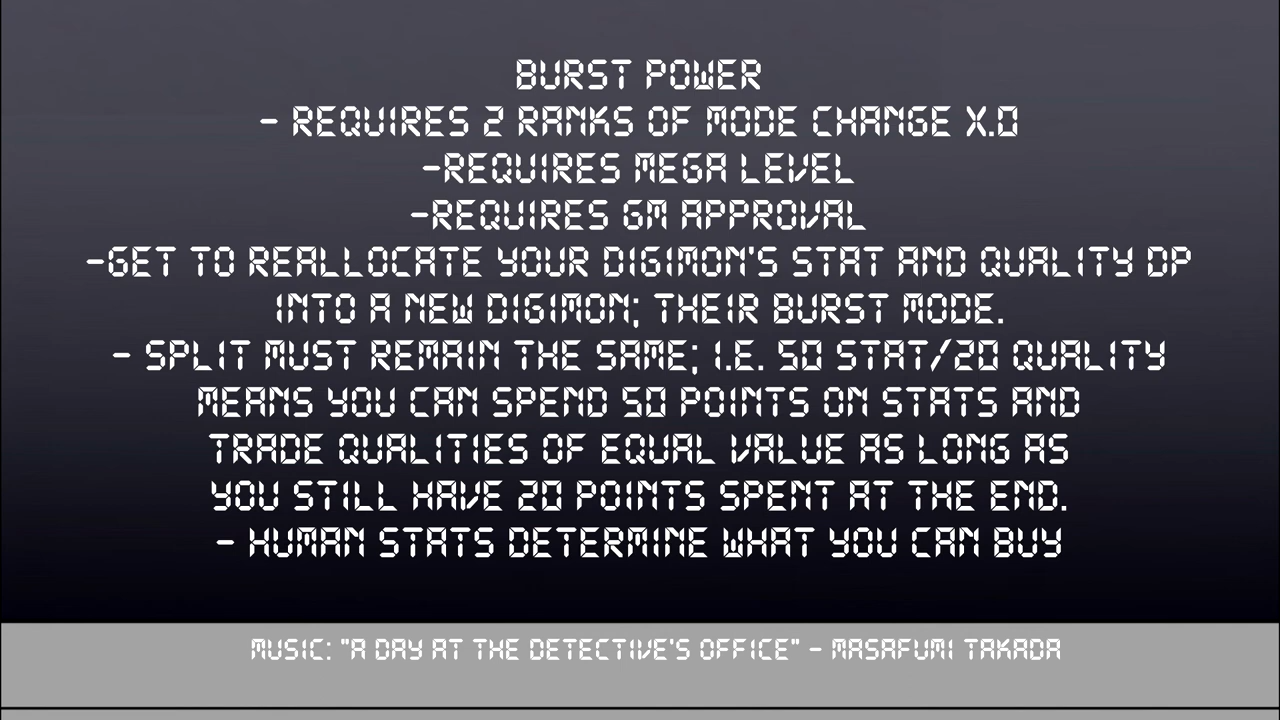 BURST POWER
- REQUIRES 2 RANKS OF MODE CHANGE X.0
-REQUIRES MEGA LEVEL
-REQUIRES GM APPROVAL
-GET TO REALLOCATE YOUR DIGIMON'S STAT AND QUALITY DP
INTO A NEW DIGIMON; THEIR BURST MODE.
- SPLIT MUST REMAIN THE SAME; I.E. 50 STAT/20 QUALITY
MEANS YOU CAN SPEND 50 POINTS ON STATS AND
TRADE QUALITIES OF EQUAL VALUE AS LONG AS
YOU STILL HAVE 20 POINTS SPENT AT THE END.
- HUMAN STATS DETERMINE WHAT YOU CAN BUY
MUSIC: "A DAY AT THE DETECTIVE'S OFFICE" - MASAFUMI TAKADA